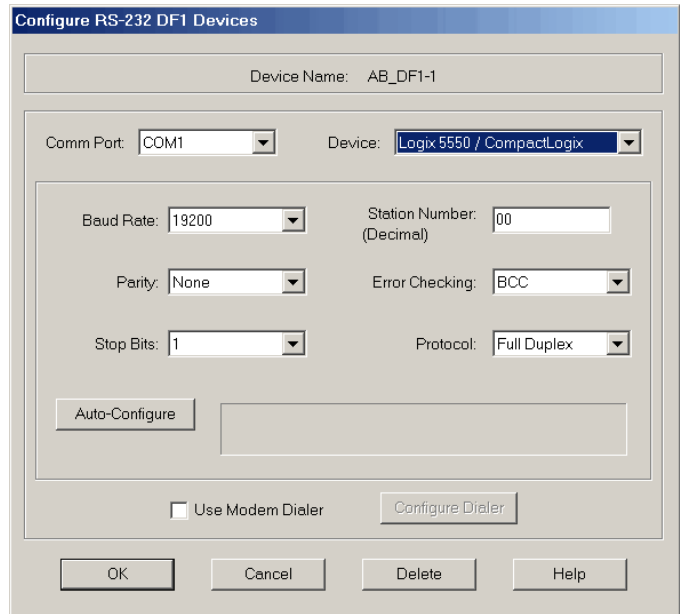 Configure RS-232 DF1 Devices
Device Name: AB_DF1-1
Comm Port: COM1 Device: Logix 5550 / CompactLogix
Baud Rate: 19200 Station Number: 00
(Decimal)
Parity: None Error Checking: BCC
Stop Bits: 1 Protocol: Full Duplex
Auto-Configure
Use Modem Dialer Configure Dialer
OK Cancel Delete Help